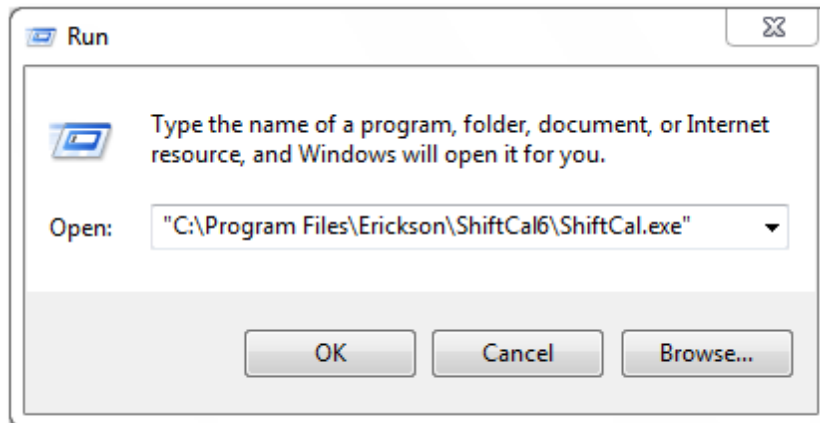 Run
Type the name of a program, folder, document, or Internet
resource, and Windows will open it for you.
Open: "C:\Program Files\Erickson\ShiftCal6\ShiftCal.exe"
OK Cancel Browse...